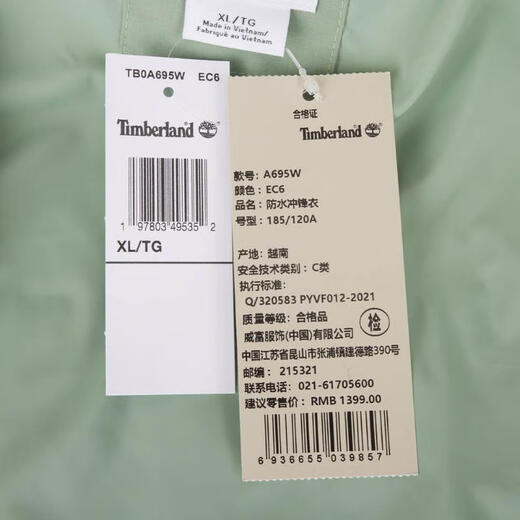 XL/TG
Made in Vietnam/
Fabriqué au Vietnam
TB0A695W EC6
Timberland
1 97803 49535 2
XL/TG
合格证
Timberland
款号: A695W
颜色: EC6
品名: 防水冲锋衣
号型: 185/120A
产地: 越南
安全技术类别: C类
执行标准:
Q/320583 PYVF012-2021
质量等级: 合格品
检
威富服饰(中国)有限公司
中国江苏省昆山市张浦镇建德路390号
邮编: 215321
联系电话: 021-61705600
建议零售价: RMB 1399.00
6 936655 039857